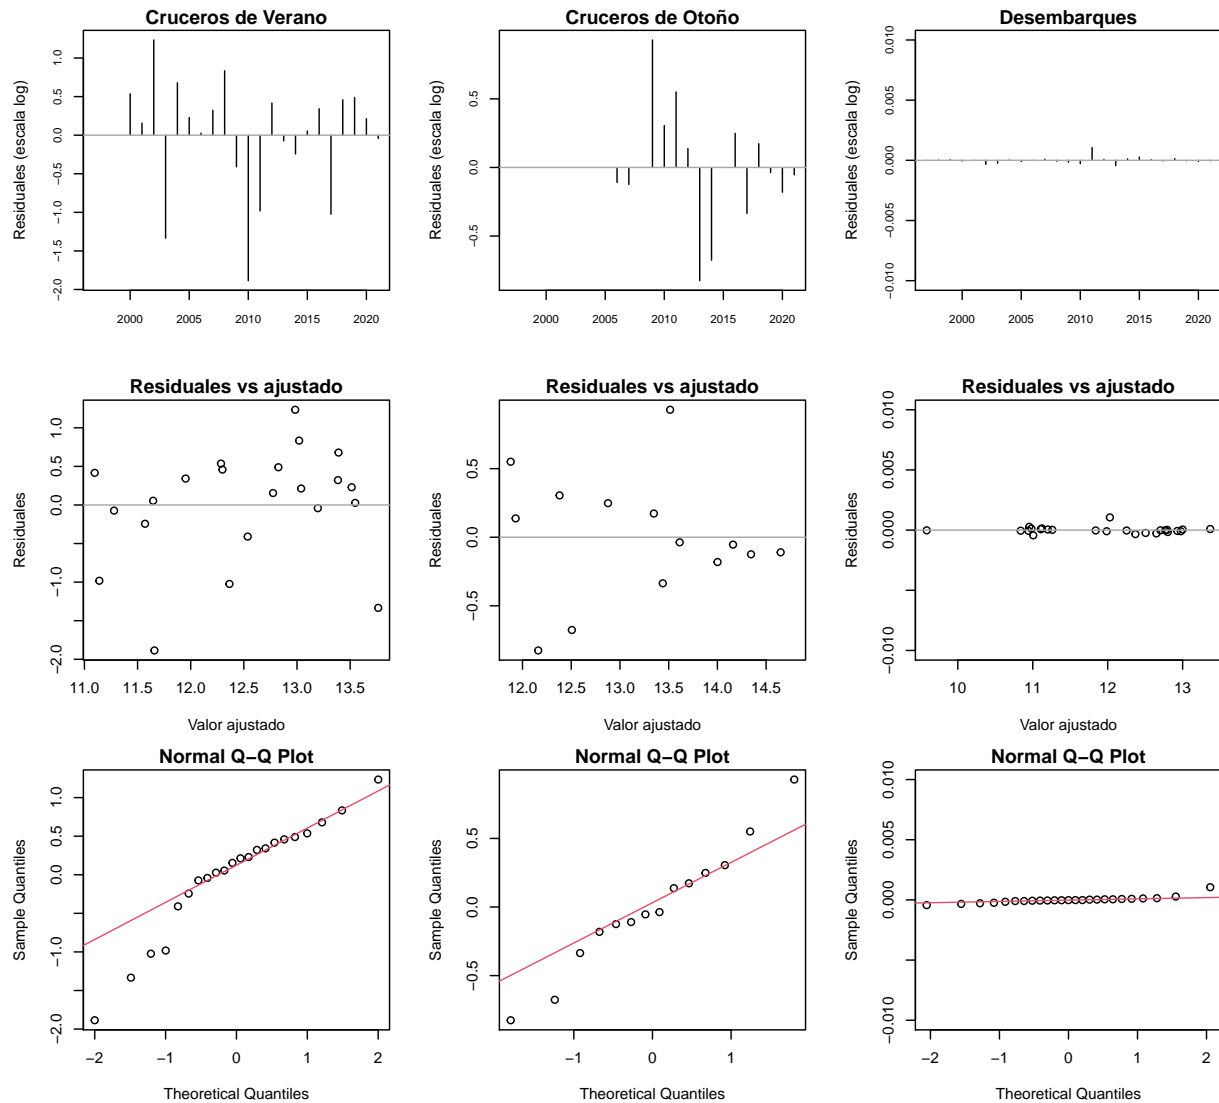 Cruceros de Verano
Residuales (escala log)
1.0
0.5
0.0
−0.5
−1.0
−1.5
−2.0
2000 2005 2010 2015 2020
Cruceros de Otoño
Residuales (escala log)
0.5
0.0
−0.5
2000 2005 2010 2015 2020
Desembarques
Residuales (escala log)
0.010
0.005
0.000
−0.005
−0.010
2000 2005 2010 2015 2020
Residuales vs ajustado
Residuales
1.0
0.0
−1.0
−2.0
11.0 11.5 12.0 12.5 13.0 13.5
Valor ajustado
Residuales vs ajustado
Residuales
0.5
0.0
−0.5
12.0 12.5 13.0 13.5 14.0 14.5
Valor ajustado
Residuales vs ajustado
Residuales
0.010
0.000
−0.010
10 11 12 13
Valor ajustado
Normal Q−Q Plot
Sample Quantiles
1.0
0.0
−1.0
−2.0
−2 −1 0 1 2
Theoretical Quantiles
Normal Q−Q Plot
Sample Quantiles
0.5
0.0
−0.5
−1 0 1
Theoretical Quantiles
Normal Q−Q Plot
Sample Quantiles
0.010
0.005
0.000
−0.010
−2 −1 0 1 2
Theoretical Quantiles